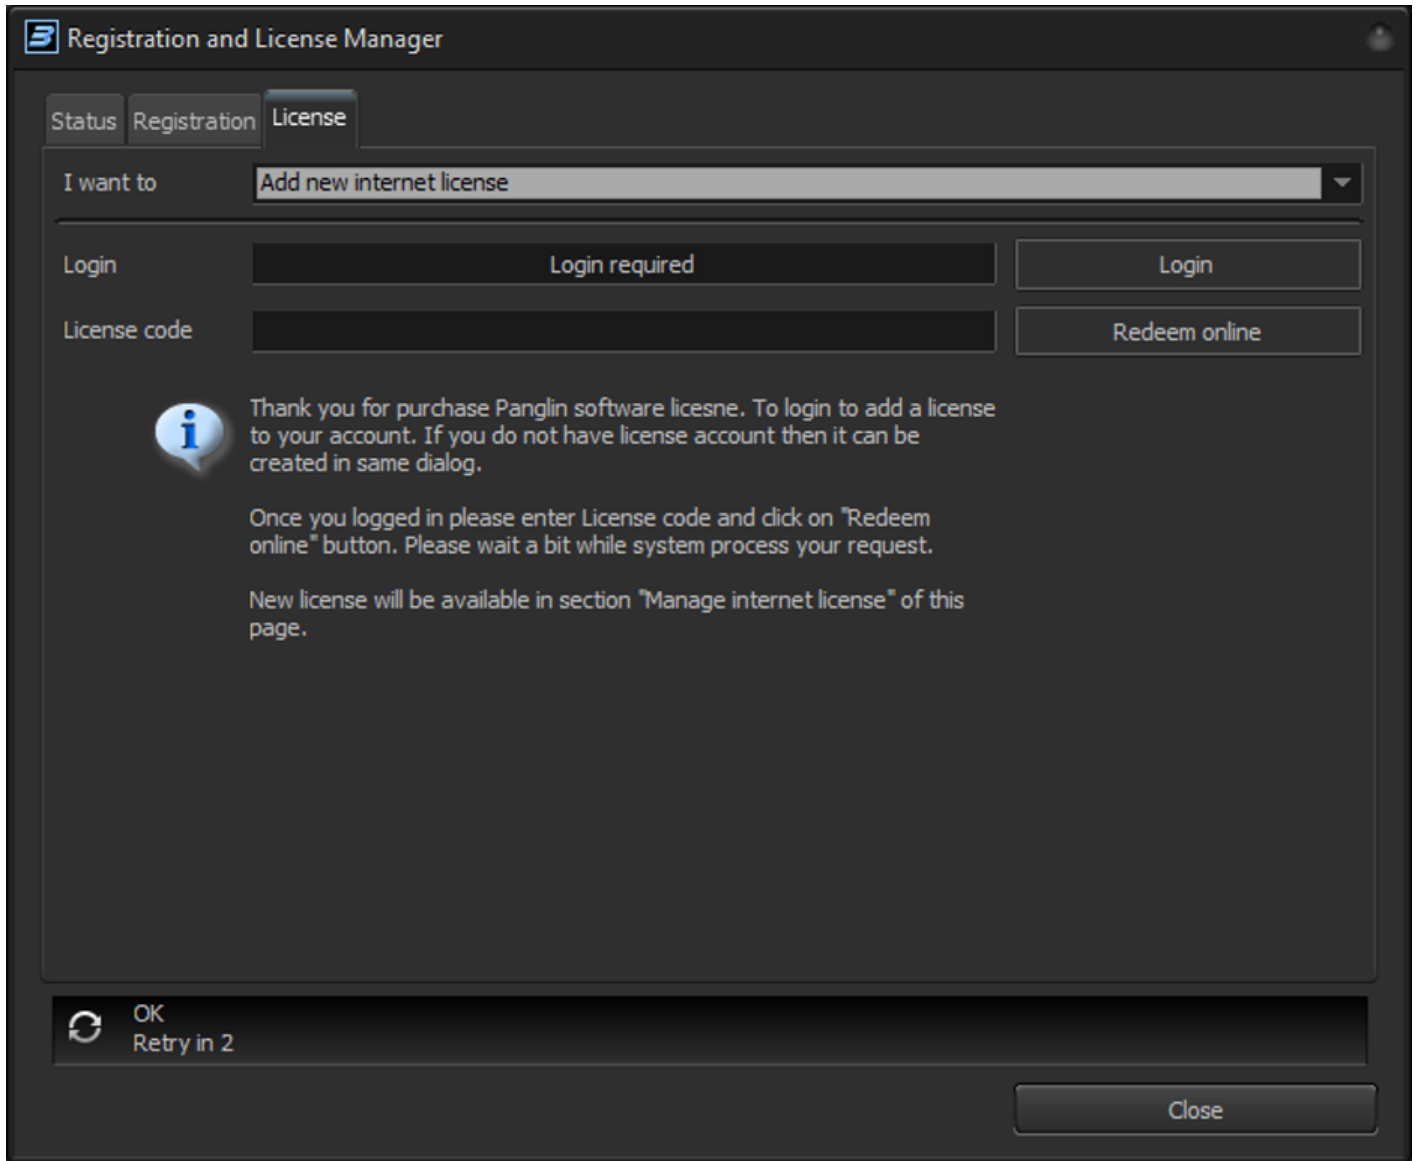 Registration and License Manager
Status Registration License
I want to Add new internet license
Login Login required Login
License code Redeem online
Thank you for purchase Panglin software licesne. To login to add a license
to your account. If you do not have license account then it can be
created in same dialog.
Once you logged in please enter License code and click on "Redeem
online" button. Please wait a bit while system process your request.
New license will be available in section "Manage internet license" of this
page.
OK
Retry in 2
Close